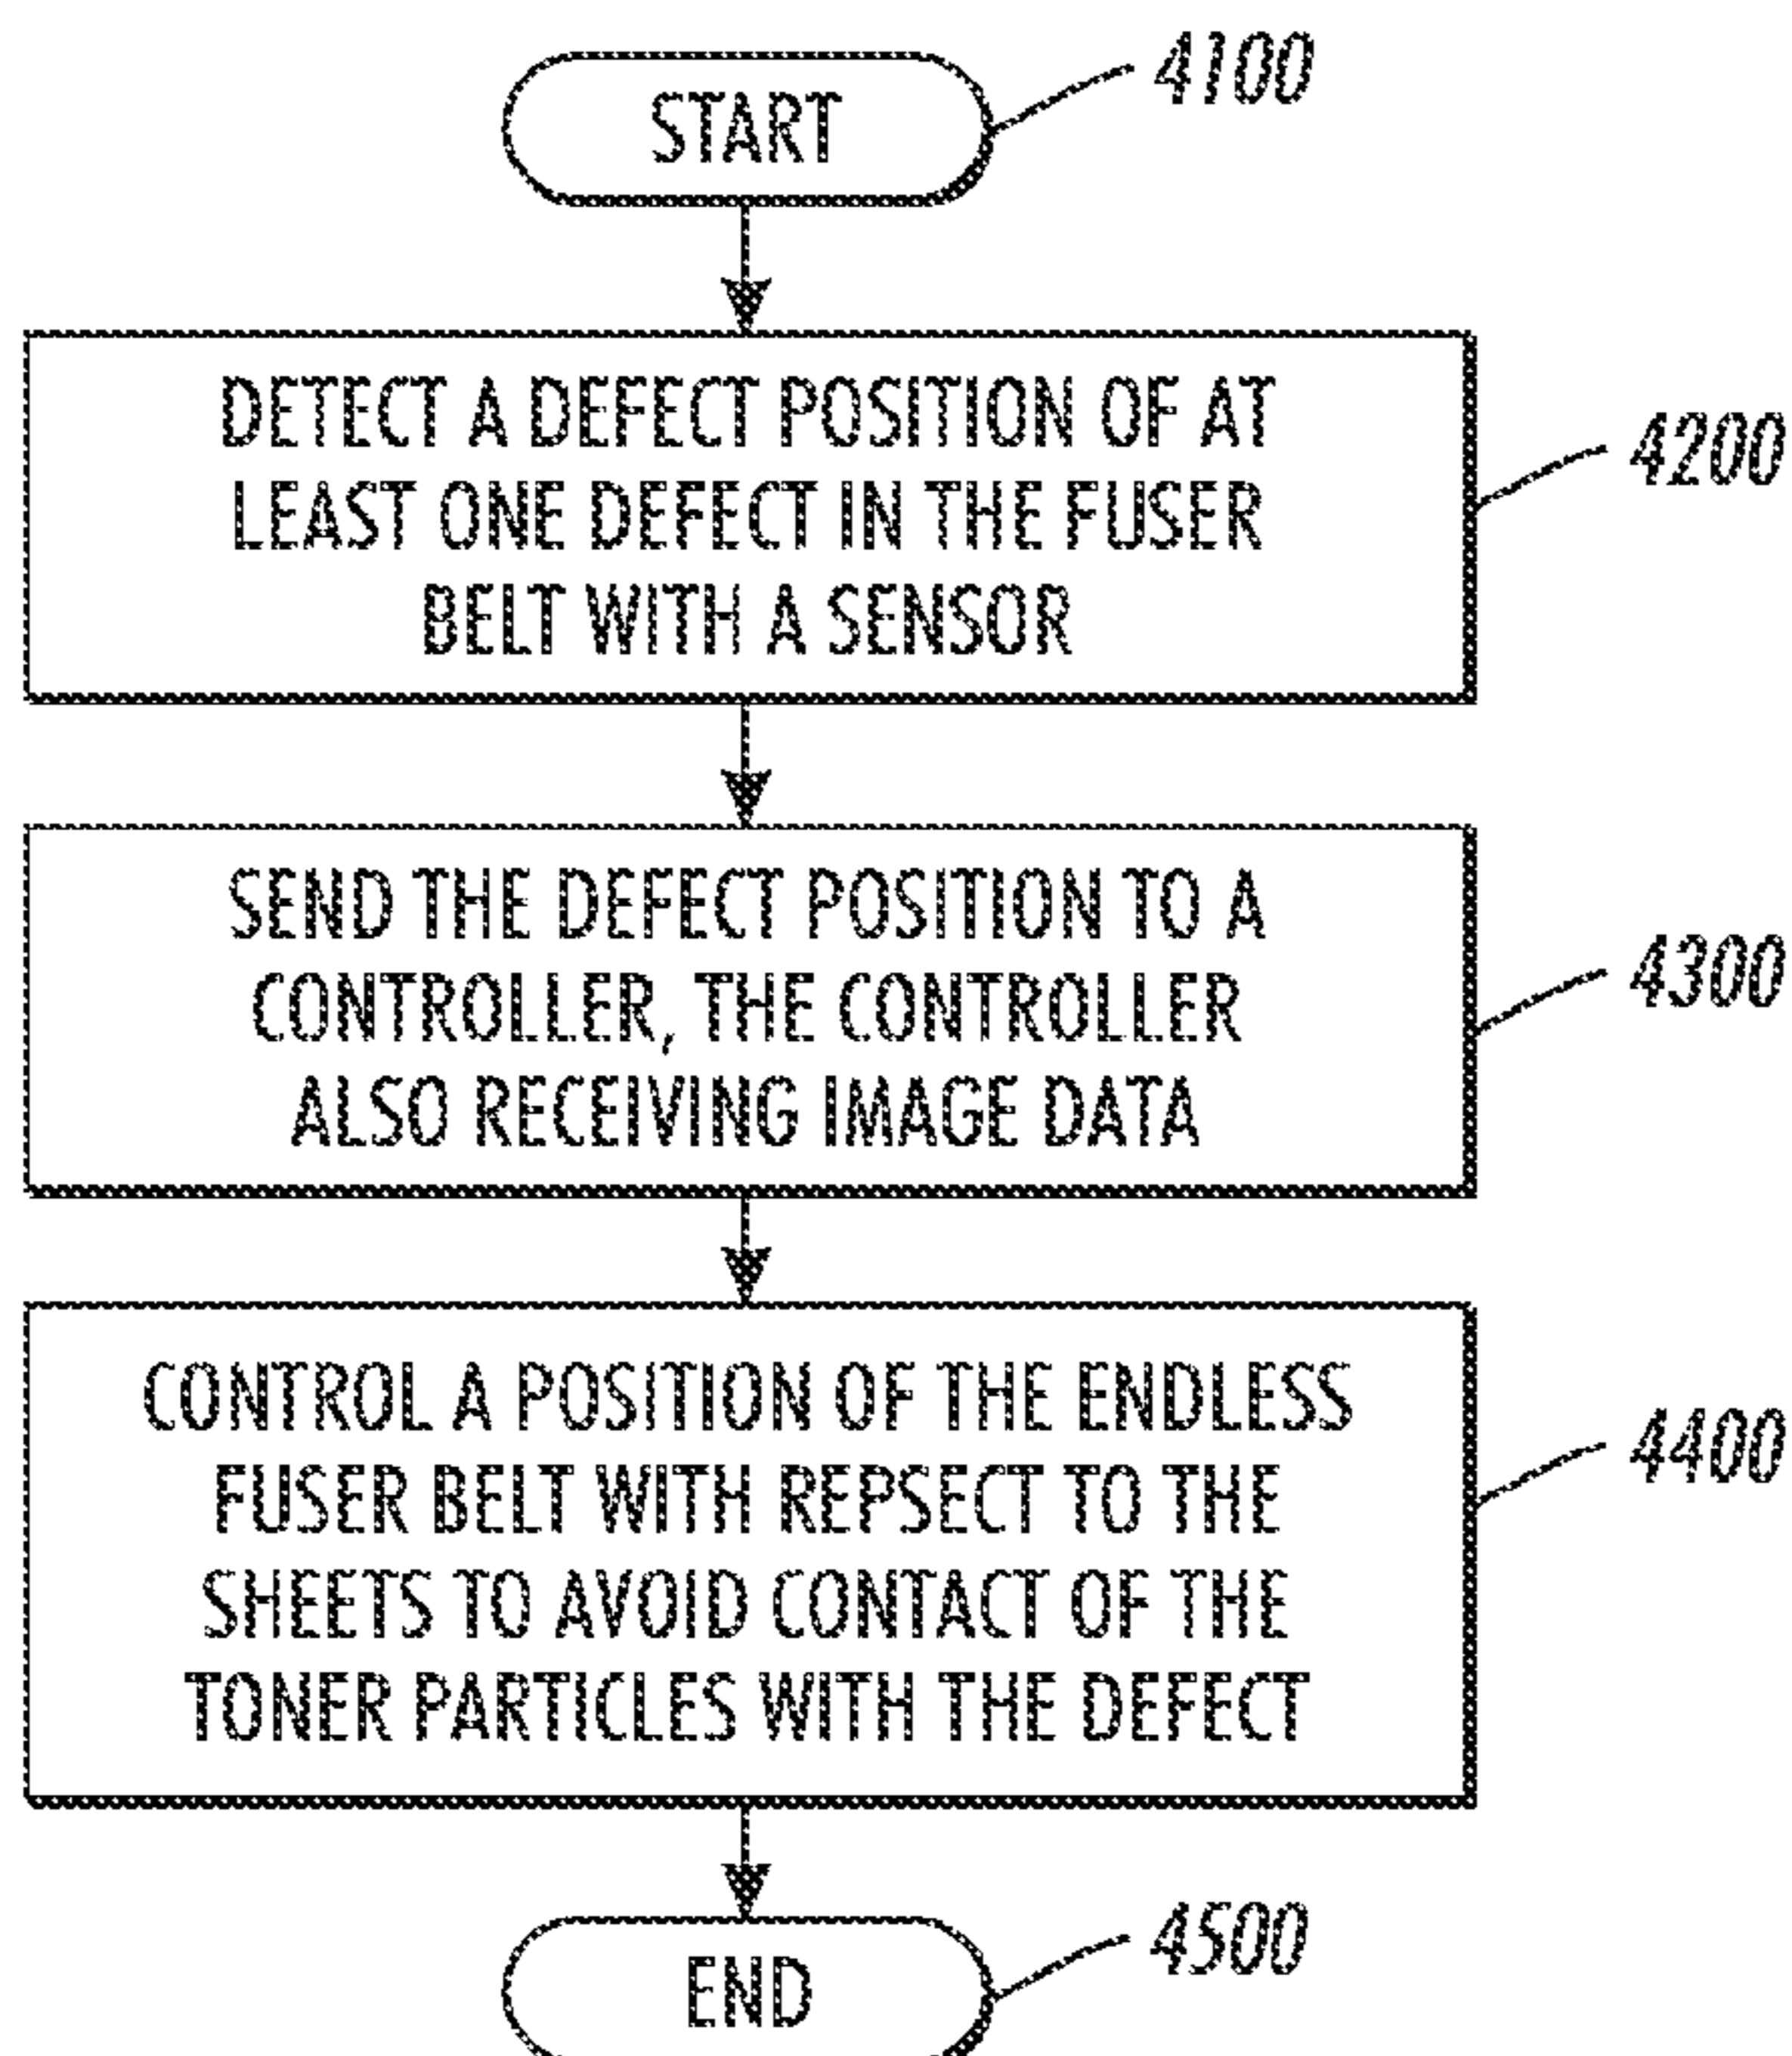 START
4100
DETECT A DEFECT POSITION OF AT
LEAST ONE DEFECT IN THE FUSER
BELT WITH A SENSOR
4200
SEND THE DEFECT POSITION TO A
CONTROLLER, THE CONTROLLER
ALSO RECEIVING IMAGE DATA
4300
CONTROL A POSITION OF THE ENDLESS
FUSER BELT WITH REPSECT TO THE
SHEETS TO AVOID CONTACT OF THE
TONER PARTICLES WITH THE DEFECT
4400
END
4500